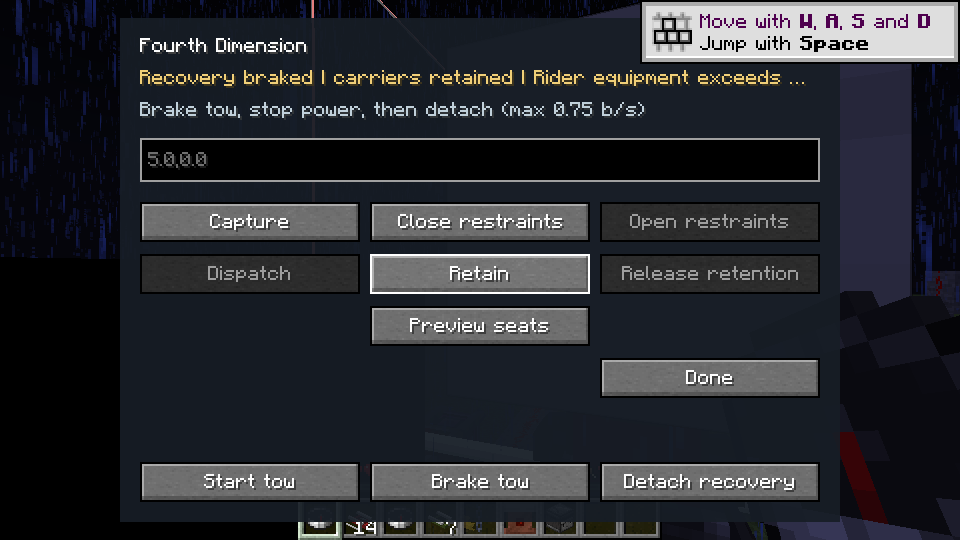 Move with W, A, S and D
Jump with Space
Fourth Dimension
Recovery braked | carriers retained | Rider equipment exceeds ...
Brake tow, stop power, then detach (max 0.75 b/s)
5.0,0.0
Capture
Close restraints
Open restraints
Dispatch
Retain
Release retention
Preview seats
Done
Start tow
Brake tow
Detach recovery
14
7